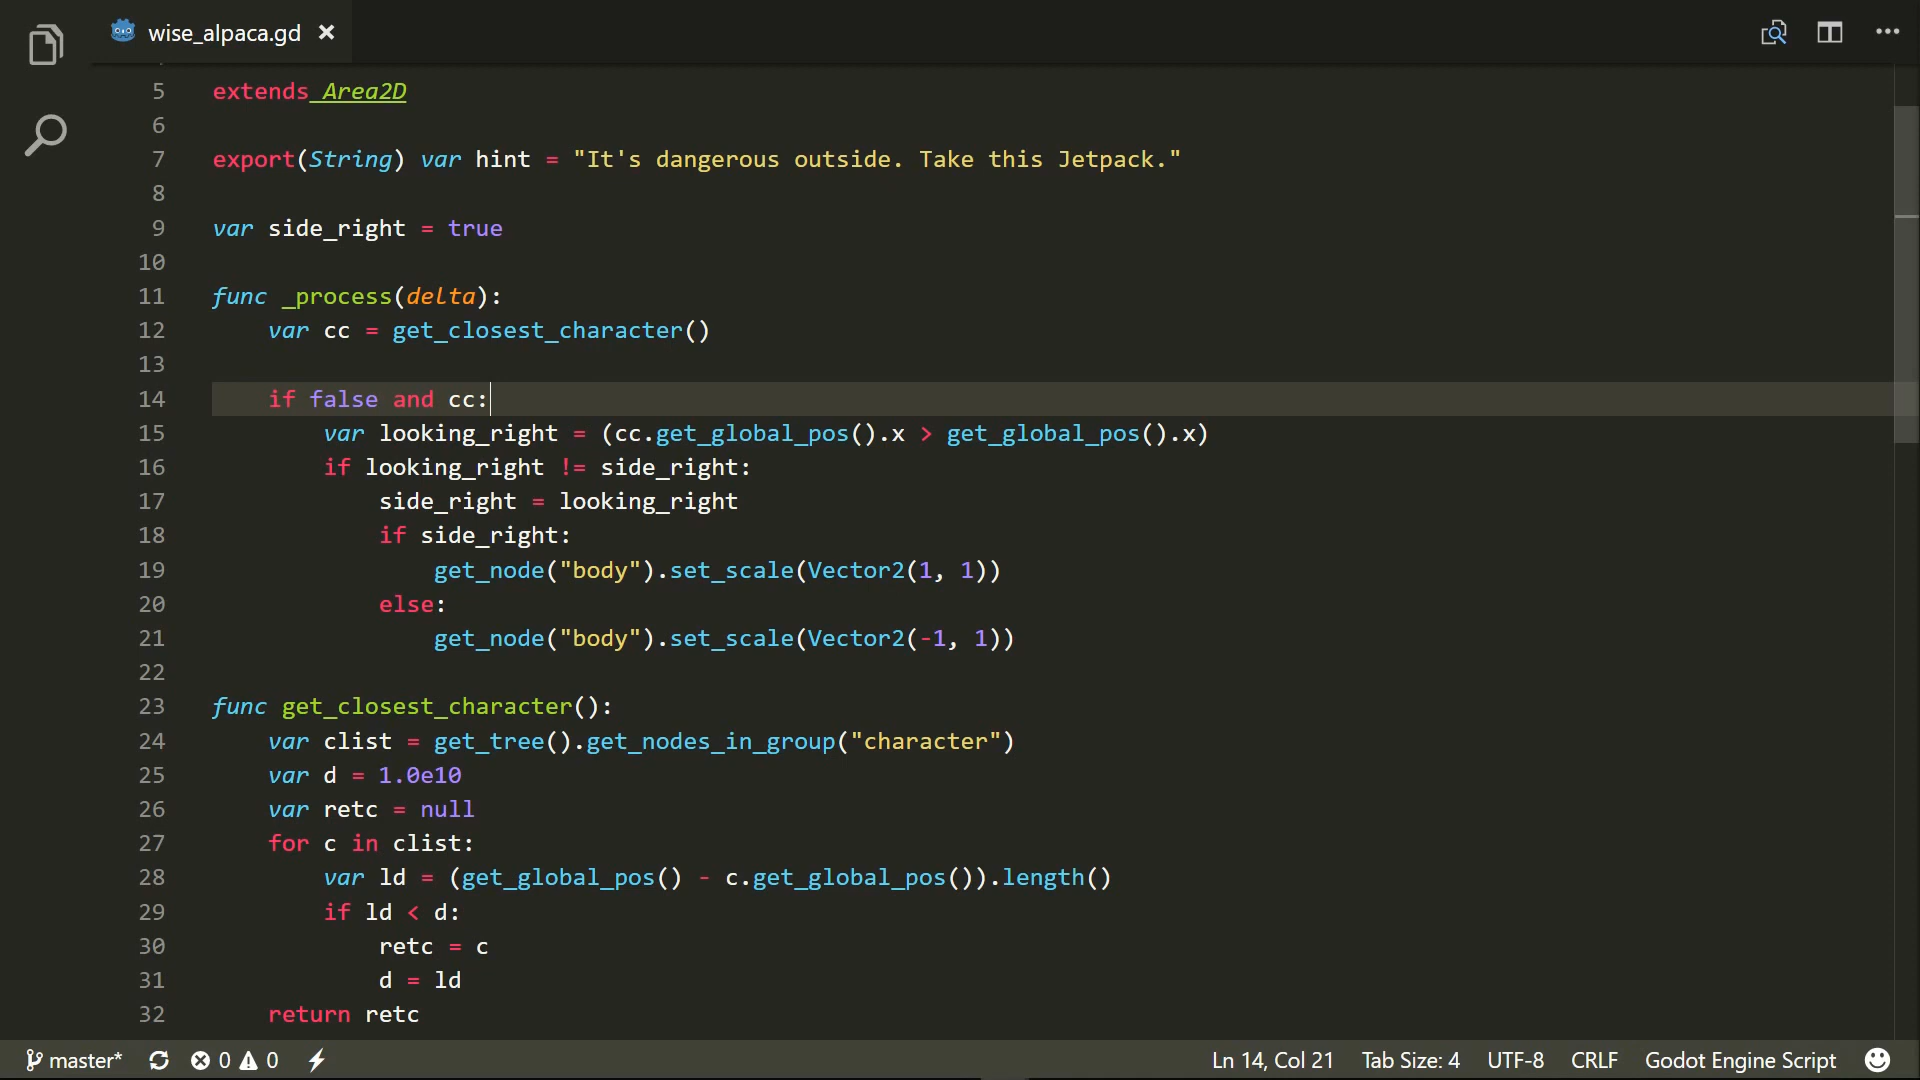 wise_alpaca.gd
5 extends Area2D
6
7 export(String) var hint = "It's dangerous outside. Take this Jetpack."
8
9 var side_right = true
10
11 func _process(delta):
12 var cc = get_closest_character()
13
14 if false and cc:
15 var looking_right = (cc.get_global_pos().x > get_global_pos().x)
16 if looking_right != side_right:
17 side_right = looking_right
18 if side_right:
19 get_node("body").set_scale(Vector2(1, 1))
20 else:
21 get_node("body").set_scale(Vector2(-1, 1))
22
23 func get_closest_character():
24 var clist = get_tree().get_nodes_in_group("character")
25 var d = 1.0e10
26 var retc = null
27 for c in clist:
28 var ld = (get_global_pos() - c.get_global_pos()).length()
29 if ld < d:
30 retc = c
31 d = ld
32 return retc
master* 0 0 Ln 14, Col 21 Tab Size: 4 UTF-8 CRLF Godot Engine Script